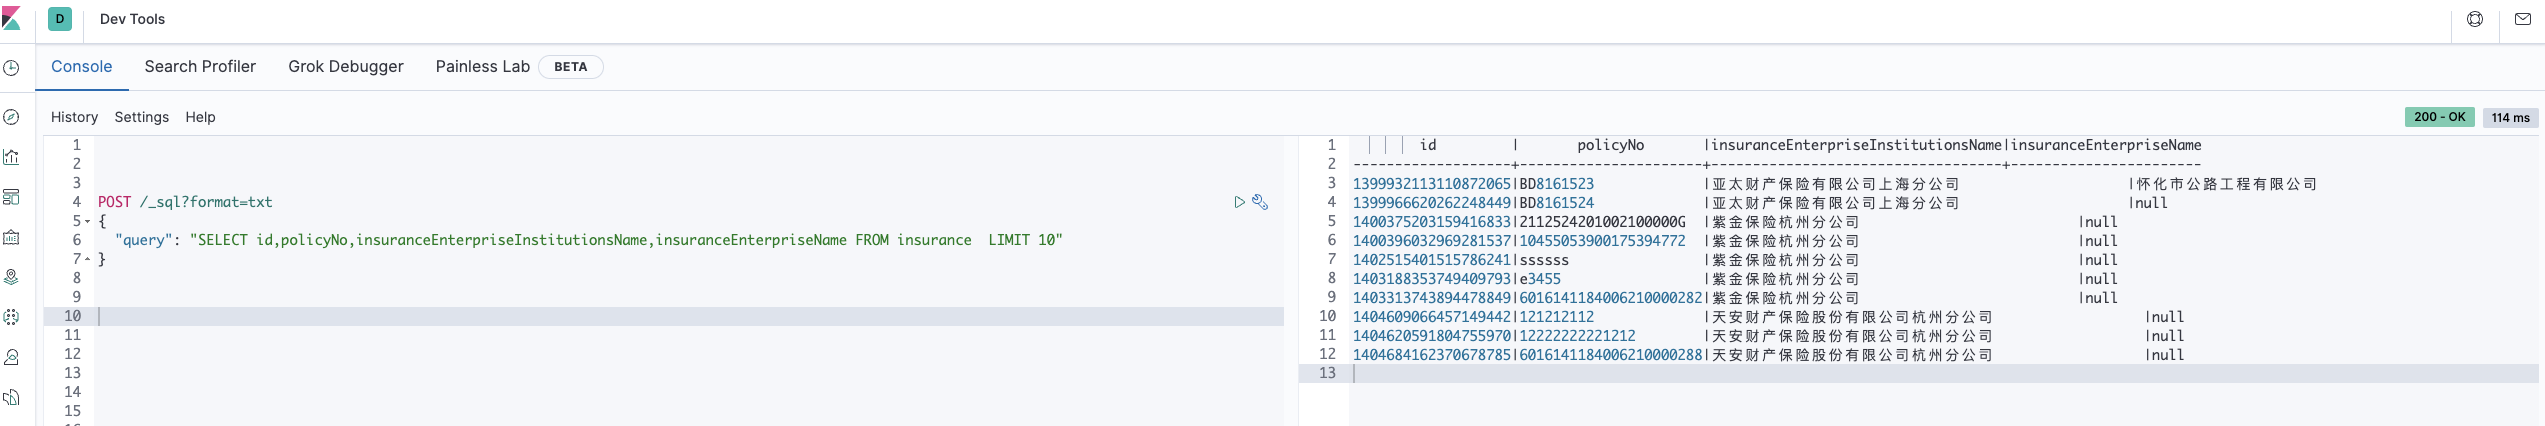 D Dev Tools
Console Search Profiler Grok Debugger Painless Lab BETA
History Settings Help 200 - OK 114 ms
1
2
3
4 POST /_sql?format=txt
5 {
6 "query": "SELECT id,policyNo,insuranceEnterpriseInstitutionsName,insuranceEnterpriseName FROM insurance  LIMIT 10"
7 }
8
9
10
11
12
13
14
15
1 id | policyNo |insuranceEnterpriseInstitutionsName|insuranceEnterpriseName
2 -------------------+----------------------+-----------------------------------+-----------------------
3 1399932113110872065|BD8161523 |亚太财产保险有限公司上海分公司 |怀化市公路工程有限公司
4 1399966620262248449|BD8161524 |亚太财产保险有限公司上海分公司 |null
5 1400375203159416833|2112524201002100000G |紫金保险杭州分公司 |null
6 1400396032969281537|10455053900175394772 |紫金保险杭州分公司 |null
7 1402515401515786241|ssssss |紫金保险杭州分公司 |null
8 1403188353749409793|e3455 |紫金保险杭州分公司 |null
9 1403313743894478849|6016141184006210000282|紫金保险杭州分公司 |null
10 1404609066457149442|121212112 |天安财产保险股份有限公司杭州分公司 |null
11 1404620591804755970|12222222221212 |天安财产保险股份有限公司杭州分公司 |null
12 1404684162370678785|6016141184006210000288|天安财产保险股份有限公司杭州分公司 |null
13